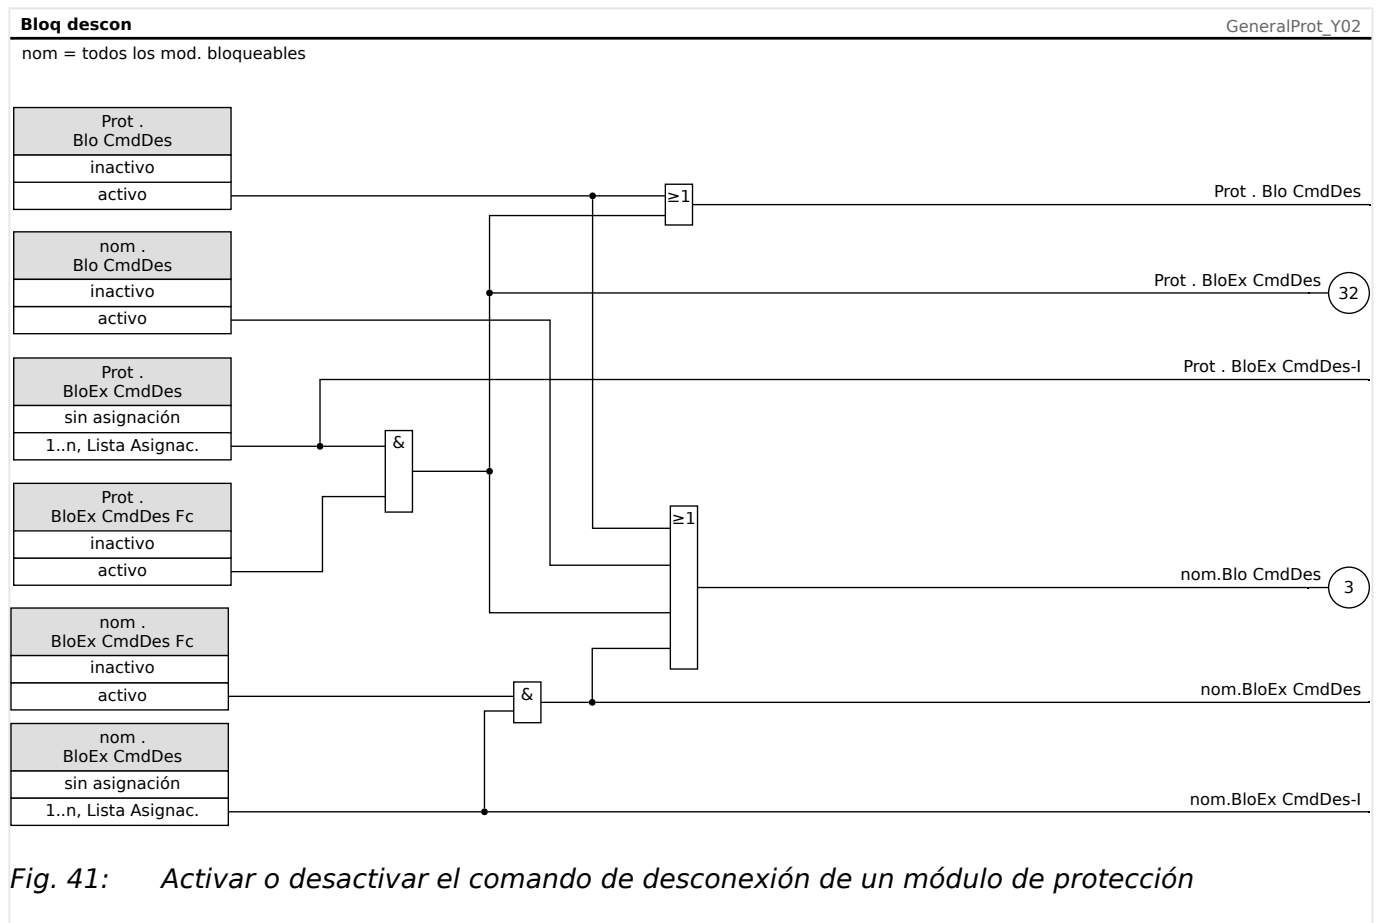 Bloq descon
GeneralProt_Y02
nom = todos los mod. bloqueables
Prot .
Blo CmdDes
inactivo
activo
≥1
Prot . Blo CmdDes
nom .
Blo CmdDes
inactivo
activo
Prot . BloEx CmdDes
32
Prot .
BloEx CmdDes
sin asignación
1..n, Lista Asignac.
&
Prot . BloEx CmdDes-I
Prot .
BloEx CmdDes Fc
inactivo
activo
≥1
nom.Blo CmdDes
3
nom .
BloEx CmdDes Fc
inactivo
activo
&
nom.BloEx CmdDes
nom .
BloEx CmdDes
sin asignación
1..n, Lista Asignac.
nom.BloEx CmdDes-I
Fig. 41: Activar o desactivar el comando de desconexión de un módulo de protección